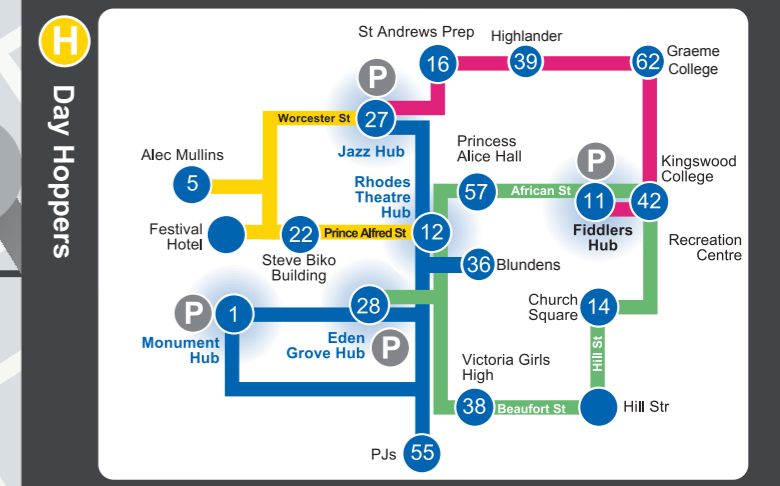 H
Day Hoppers
St Andrews Prep
Highlander
16
39
62
Graeme
College
P
Worcester St
27
Jazz Hub
Alec Mullins
5
Princess
Alice Hall
P
Kingswood
College
Rhodes
Theatre
Hub
57
African St
11
42
Fiddlers
Hub
Festival
Hotel
22
Prince Alfred St
12
Steve Biko
Building
Recreation
Centre
36
Blundens
P
1
28
Church
Square
14
Monument
Hub
Eden
Grove Hub
P
Hill St
Victoria Girls
High
38
Beaufort St
Hill Str
PJs
55